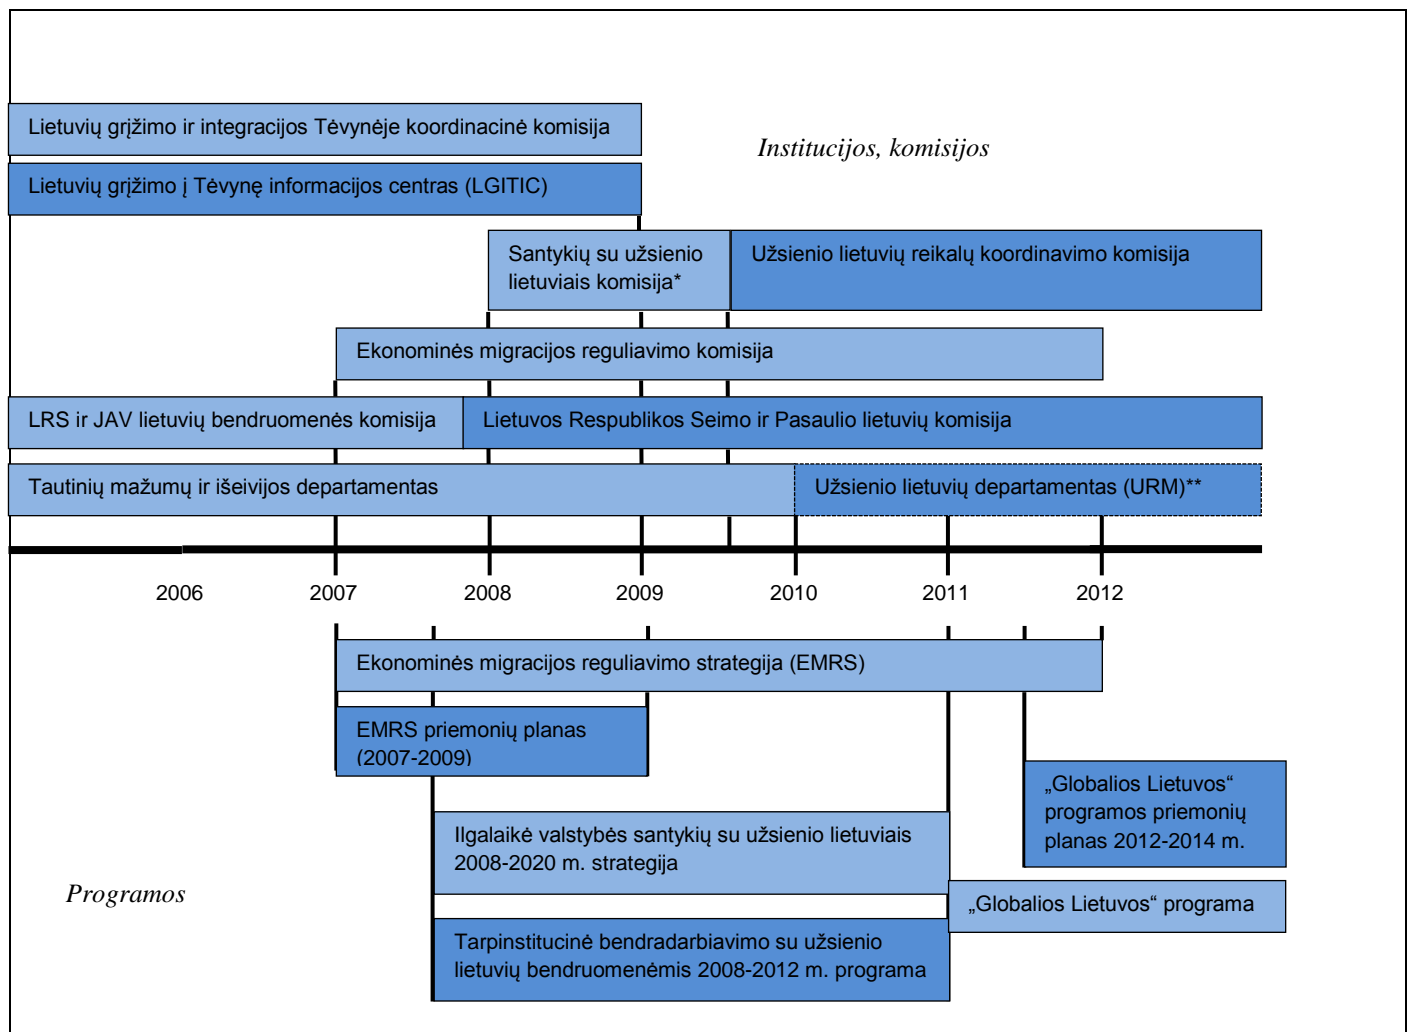 Lietuvių grįžimo ir integracijos Tėvynėje koordinacinė komisija
Institucijos, komisijos
Lietuvių grįžimo į Tėvynę informacijos centras (LGITIC)
Santykių su užsienio
lietuviais komisija*
Užsienio lietuvių reikalų koordinavimo komisija
Ekonominės migracijos reguliavimo komisija
LRS ir JAV lietuvių bendruomenės komisija
Lietuvos Respublikos Seimo ir Pasaulio lietuvių komisija
Tautinių mažumų ir išeivijos departamentas
Užsienio lietuvių departamentas (URM)**
2006 2007 2008 2009 2010 2011 2012
Ekonominės migracijos reguliavimo strategija (EMRS)
EMRS priemonių planas
(2007-2009)
„Globalios Lietuvos“
programos priemonių
planas 2012-2014 m.
Ilgalaikė valstybės santykių su užsienio lietuviais
2008-2020 m. strategija
Programos
„Globalios Lietuvos“ programa
Tarpinstitucinė bendradarbiavimo su užsienio
lietuvių bendruomenėmis 2008-2012 m. programa